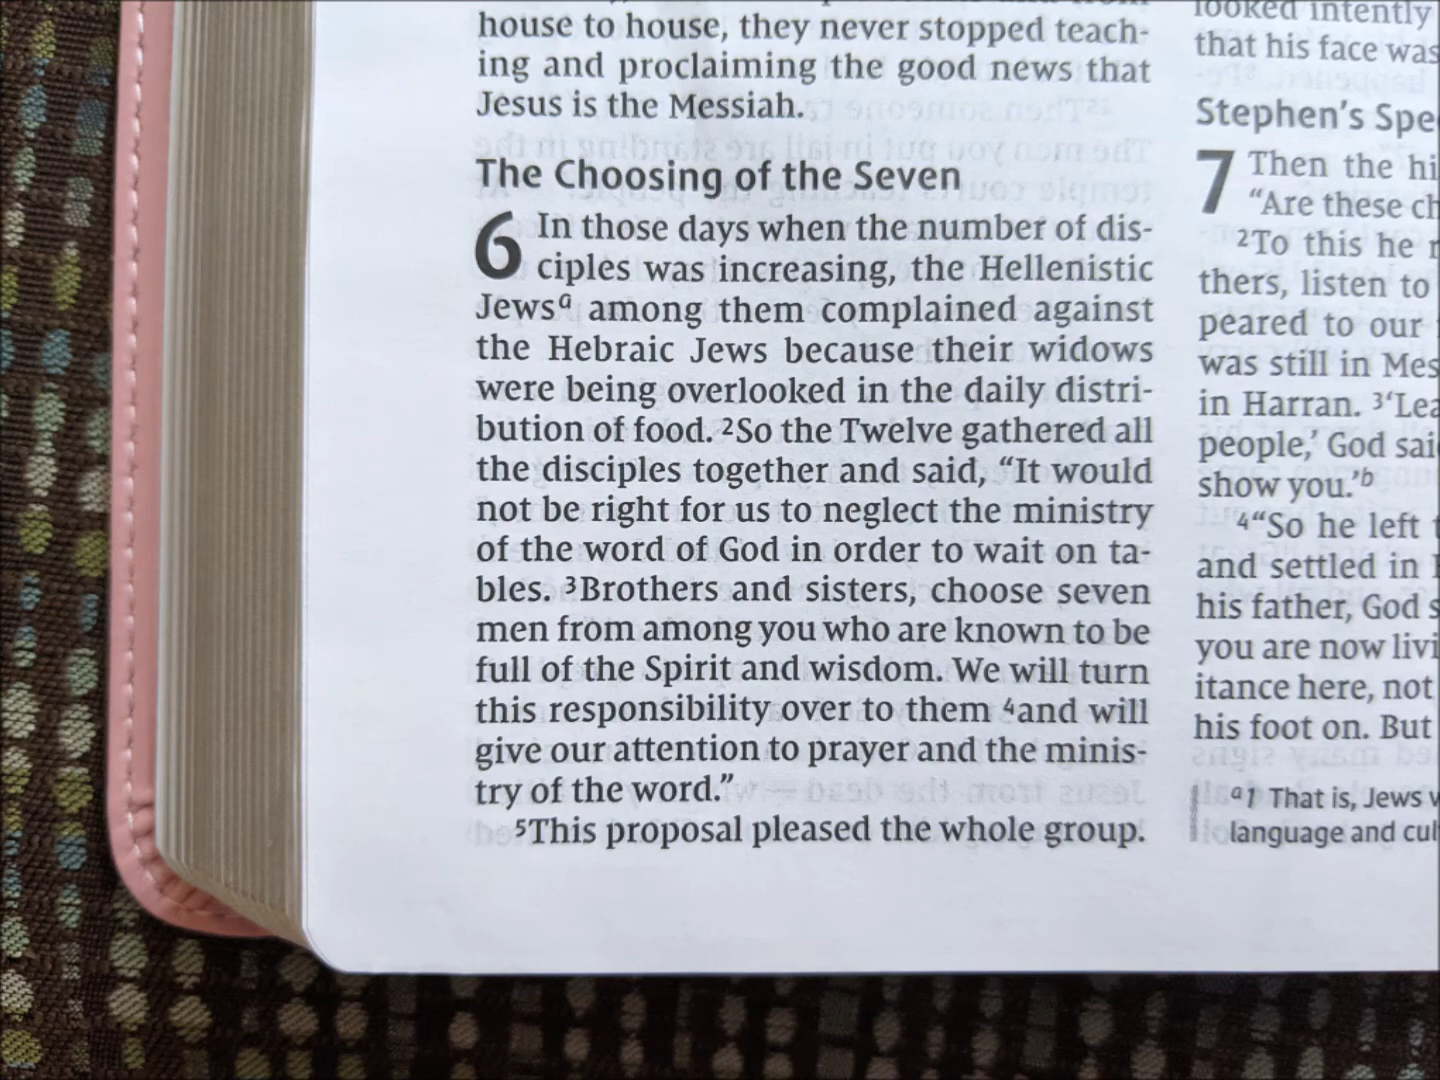 house to house, they never stopped teach-
ing and proclaiming the good news that
Jesus is the Messiah.
The Choosing of the Seven
6 In those days when the number of dis-
ciples was increasing, the Hellenistic
Jewsᵃ among them complained against
the Hebraic Jews because their widows
were being overlooked in the daily distri-
bution of food. ²So the Twelve gathered all
the disciples together and said, “It would
not be right for us to neglect the ministry
of the word of God in order to wait on ta-
bles. ³Brothers and sisters, choose seven
men from among you who are known to be
full of the Spirit and wisdom. We will turn
this responsibility over to them ⁴and will
give our attention to prayer and the minis-
try of the word.”
⁵This proposal pleased the whole group.
looked intently
that his face was
Stephen’s Spe
7 Then the hi
“Are these ch
²To this he r
thers, listen to
peared to our
was still in Mes
in Harran. ³‘Lea
people,’ God sai
show you.’ᵇ
⁴“So he left t
and settled in
his father, God s
you are now livi
itance here, not
his foot on. But
ᵃ1 That is, Jews w
language and cul